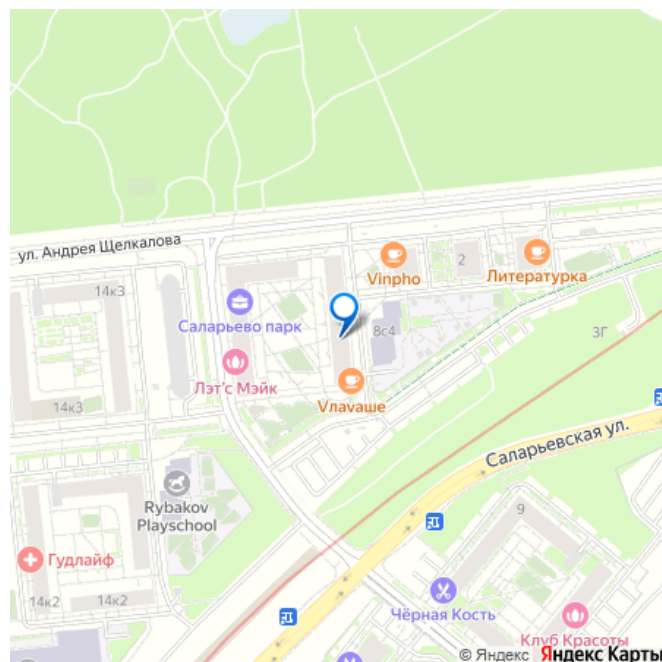 ул. Андрея Щелкалова
Vinpho
2
Литературка
14к3
Саларьево парк
8с4
3Г
Лэт'с Мэйк
Vлаvаше
14к3
Саларьевская ул.
Rybakov
Playschool
9
Гудлайф
14к2
14к2
Чёрная Кость
Клуб Красоты
© Яндекс Яндекс Карты